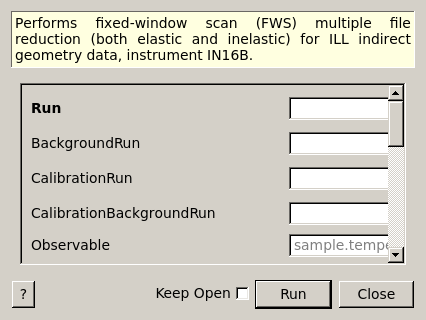 Performs fixed-window scan (FWS) multiple file
reduction (both elastic and inelastic) for ILL indirect
geometry data, instrument IN16B.
Run
BackgroundRun
CalibrationRun
CalibrationBackgroundRun
Observable sample.tempe
? Keep Open Run Close